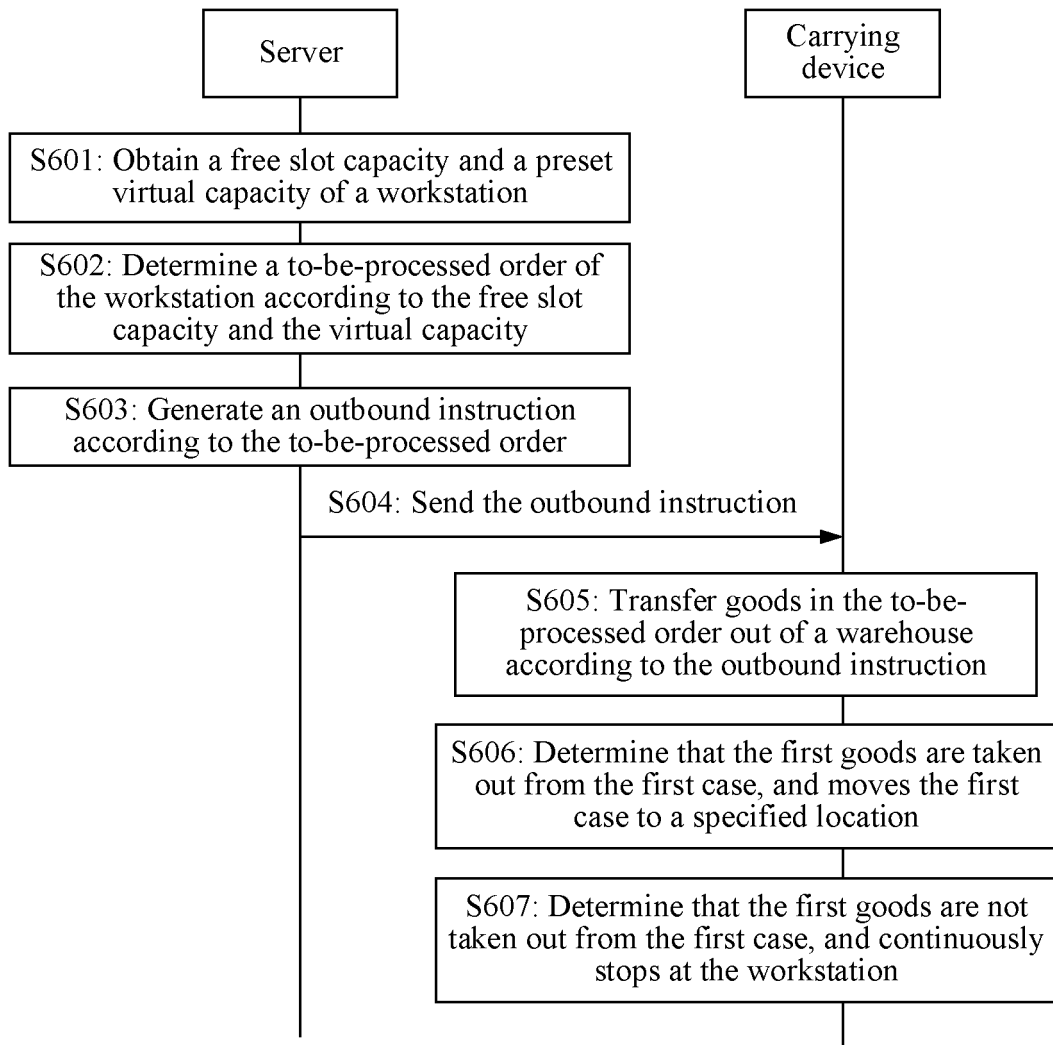 Server
Carrying
device
S601: Obtain a free slot capacity and a preset
virtual capacity of a workstation
S602: Determine a to-be-processed order of
the workstation according to the free slot
capacity and the virtual capacity
S603: Generate an outbound instruction
according to the to-be-processed order
S604: Send the outbound instruction
S605: Transfer goods in the to-be-
processed order out of a warehouse
according to the outbound instruction
S606: Determine that the first goods are taken
out from the first case, and moves the first
case to a specified location
S607: Determine that the first goods are not
taken out from the first case, and continuously
stops at the workstation